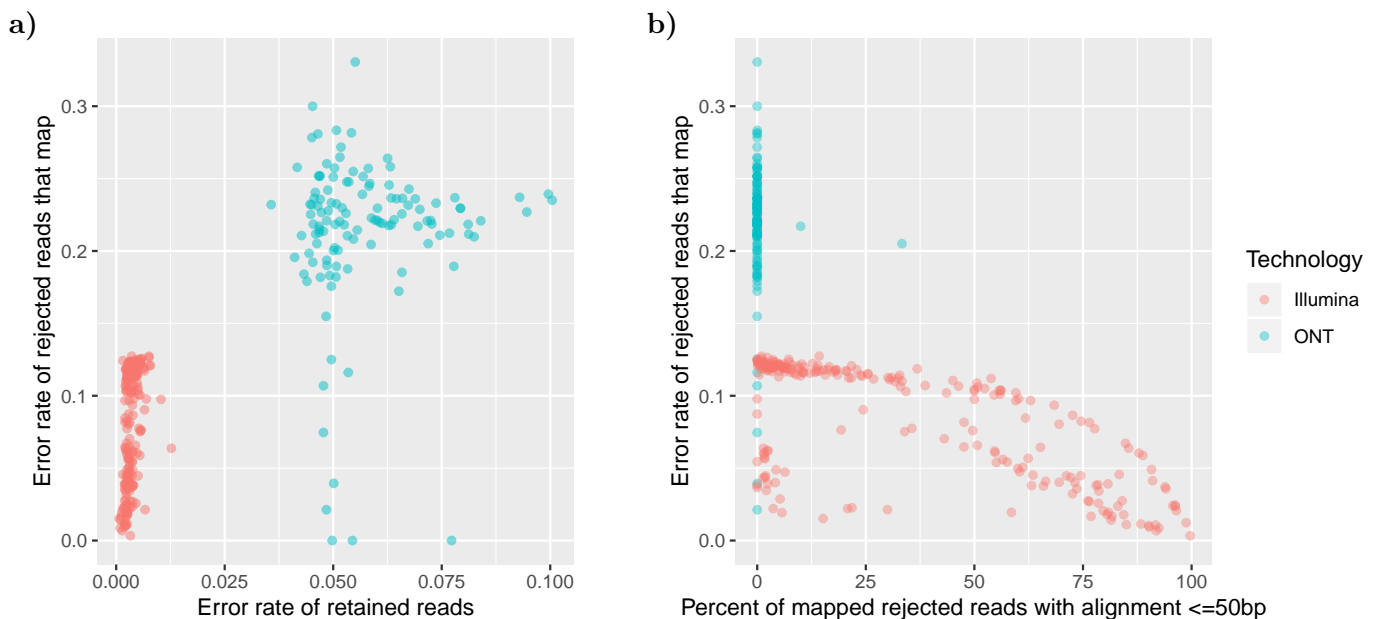 a)
Error rate of rejected reads that map
0.3
0.2
0.1
0.0
0.000 0.025 0.050 0.075 0.100
Error rate of retained reads
b)
Error rate of rejected reads that map
0.3
0.2
0.1
0.0
0 25 50 75 100
Percent of mapped rejected reads with alignment <=50bp
Technology
Illumina
ONT